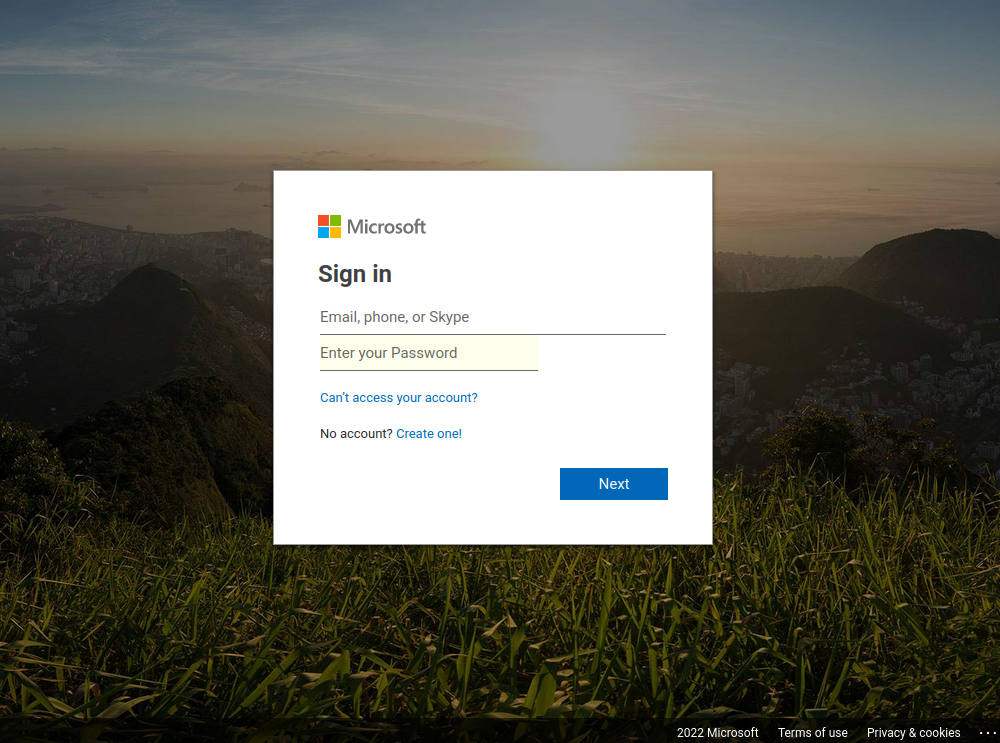 Microsoft
Sign in
Email, phone, or Skype
Enter your Password
Can't access your account?
No account? Create one!
Next
2022 Microsoft Terms of use Privacy & cookies ...